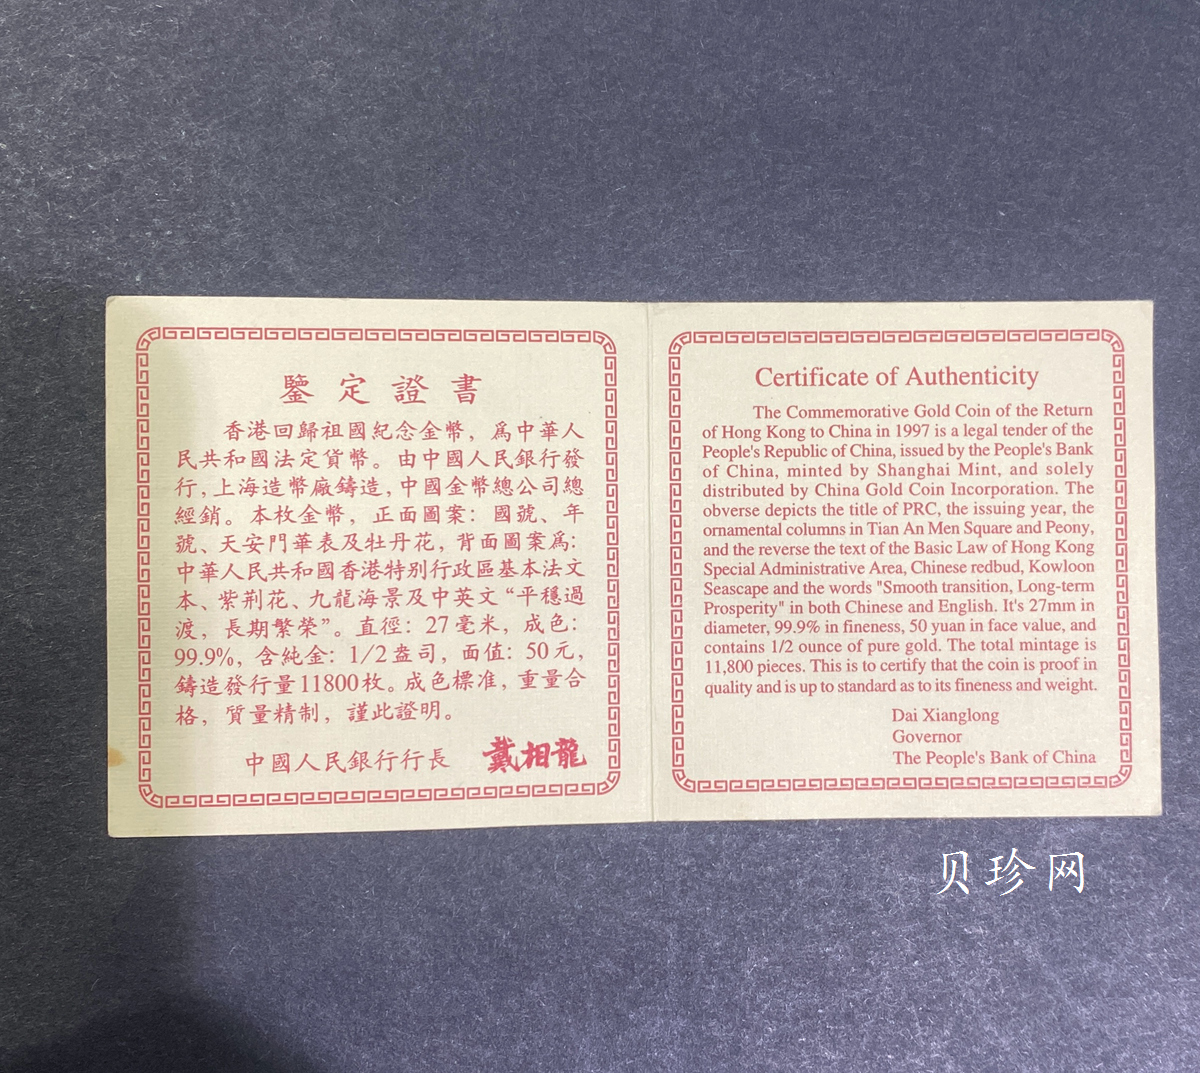 鑒定證書
香港回歸祖國紀念金幣，爲中華人
民共和國法定貨幣。由中國人民銀行發
行，上海造幣廠鑄造，中國金幣總公司總
經銷。本枚金幣，正面圖案：國號、年
號、天安門華表及牡丹花，背面圖案爲：
中華人民共和國香港特别行政區基本法文
本、紫荆花、九龍海景及中英文“平穩過
渡，長期繁榮”。直徑：27毫米，成色：
99.9%，含純金：1/2盎司，面值：50元，
鑄造發行量11800枚。成色標准，重量合
格，質量精制，謹此證明。
中國人民銀行行長 戴相龍
Certificate of Authenticity
The Commemorative Gold Coin of the Return
of Hong Kong to China in 1997 is a legal tender of the
People's Republic of China, issued by the People's Bank
of China, minted by Shanghai Mint, and solely
distributed by China Gold Coin Incorporation. The
obverse depicts the title of PRC, the issuing year, the
ornamental columns in Tian An Men Square and Peony,
and the reverse the text of the Basic Law of Hong Kong
Special Administrative Area, Chinese redbud, Kowloon
Seascape and the words "Smooth transition, Long-term
Prosperity" in both Chinese and English. It's 27mm in
diameter, 99.9% in fineness, 50 yuan in face value, and
contains 1/2 ounce of pure gold. The total mintage is
11,800 pieces. This is to certify that the coin is proof in
quality and is up to standard as to its fineness and weight.
Dai Xianglong
Governor
The People's Bank of China
贝珍网